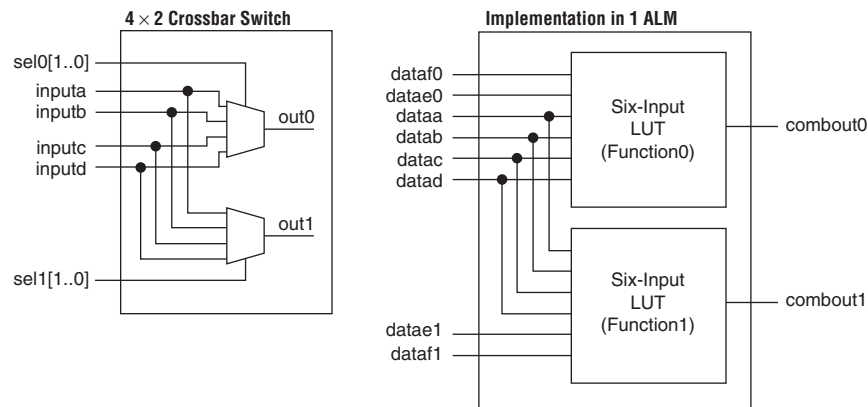 4 × 2 Crossbar Switch
sel0[1..0]
inputa
inputb
inputc
inputd
out0
out1
sel1[1..0]
Implementation in 1 ALM
dataf0
datae0
dataa
datab
datac
datad
Six-Input
LUT
(Function0)
combout0
Six-Input
LUT
(Function1)
combout1
datae1
dataf1